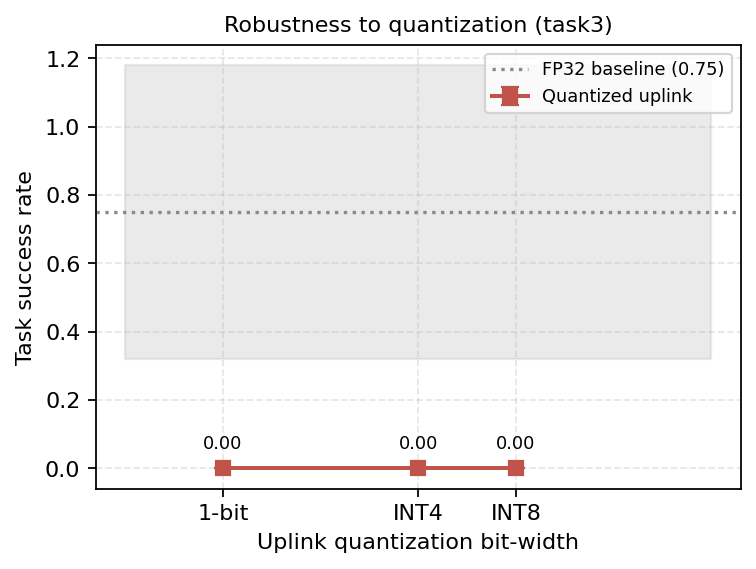 Robustness to quantization (task3)
FP32 baseline (0.75)
Quantized uplink
Task success rate
1.2
1.0
0.8
0.6
0.4
0.2
0.0
0.00 0.00 0.00
1-bit INT4 INT8
Uplink quantization bit-width